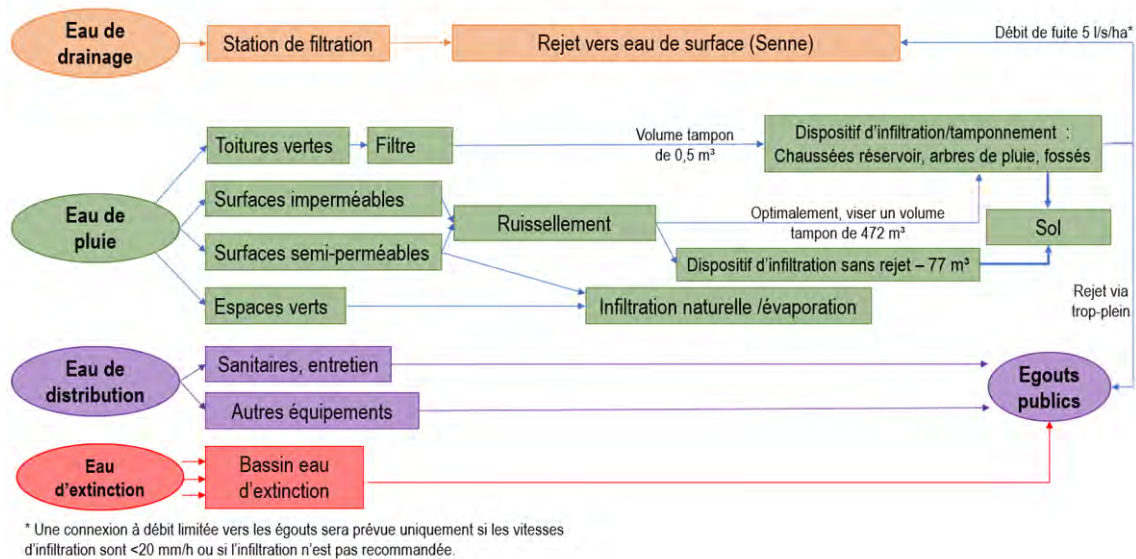 Eau de
drainage
Station de filtration
Rejet vers eau de surface (Senne)
Débit de fuite 5 l/s/ha*
Eau de
pluie
Toitures vertes
Filtre
Volume tampon
de 0,5 m³
Dispositif d'infiltration/tamponnement :
Chaussées réservoir, arbres de pluie, fossés
Surfaces imperméables
Surfaces semi-perméables
Ruissellement
Optimalement, viser un volume
tampon de 472 m³
Sol
Dispositif d'infiltration sans rejet – 77 m³
Espaces verts
Infiltration naturelle /évaporation
Rejet via
trop-plein
Eau de
distribution
Sanitaires, entretien
Autres équipements
Egouts
publics
Eau
d'extinction
Bassin eau
d'extinction
* Une connexion à débit limitée vers les égouts sera prévue uniquement si les vitesses
d'infiltration sont <20 mm/h ou si l'infiltration n'est pas recommandée.